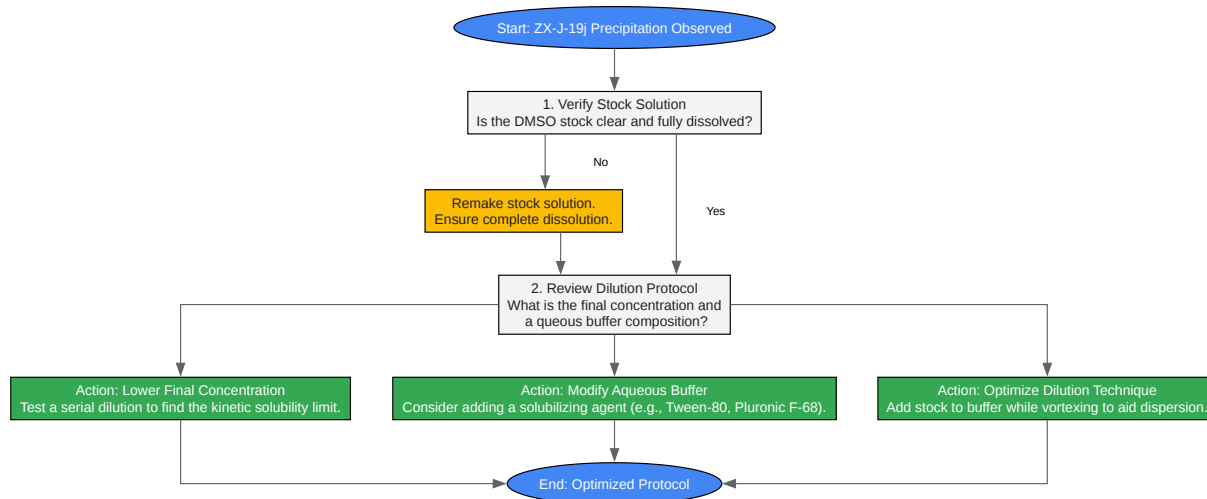 Start: ZX-J-19j Precipitation Observed
1. Verify Stock Solution
Is the DMSO stock clear and fully dissolved?
No
Remake stock solution.
Ensure complete dissolution.
Yes
2. Review Dilution Protocol
What is the final concentration and
a queous buffer composition?
Action: Lower Final Concentration
Test a serial dilution to find the kinetic solubility limit.
Action: Modify Aqueous Buffer
Consider adding a solubilizing agent (e.g., Tween-80, Pluronic F-68).
Action: Optimize Dilution Technique
Add stock to buffer while vortexing to aid dispersion.
End: Optimized Protocol